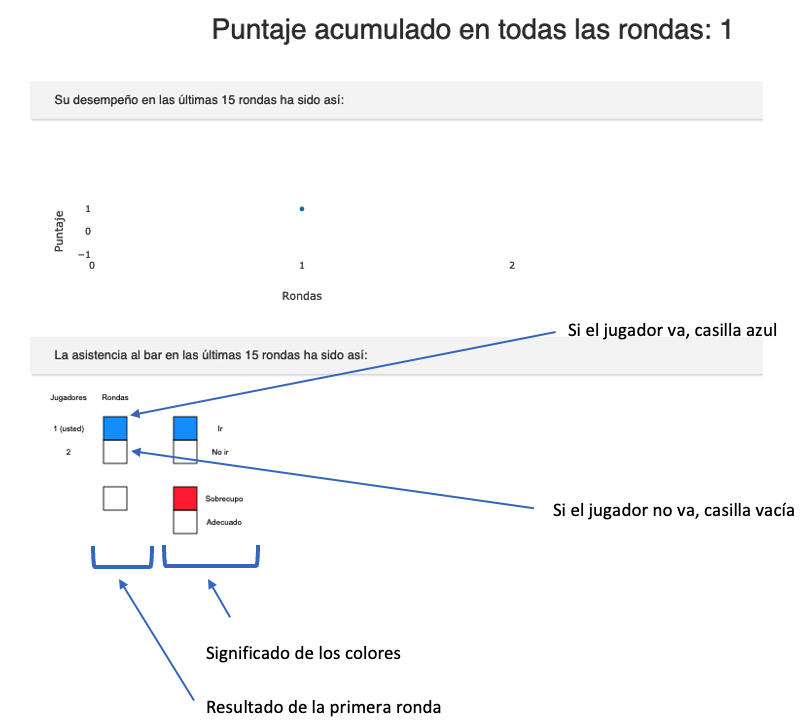 Puntaje acumulado en todas las rondas: 1
Su desempeño en las últimas 15 rondas ha sido así:
Puntaje
1
0
−1
0
1
2
Rondas
Si el jugador va, casilla azul
La asistencia al bar en las últimas 15 rondas ha sido así:
Jugadores Rondas
1 (usted)
Ir
2
No ir
Si el jugador no va, casilla vacía
Sobrecupo
Adecuado
Significado de los colores
Resultado de la primera ronda